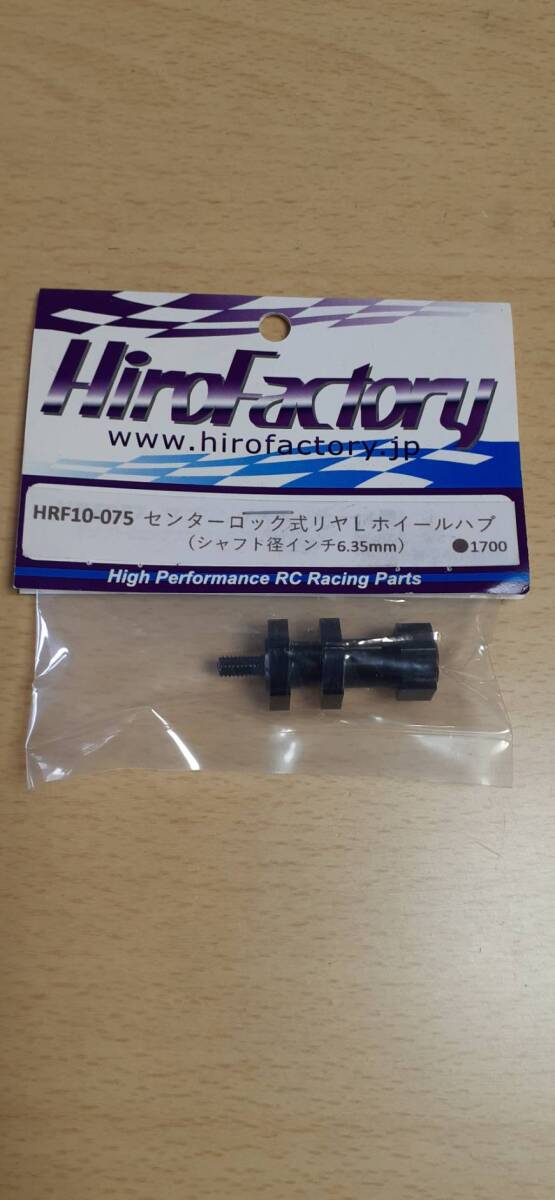 HiroFactory
www.hirofactory.jp
HRF10-075 センターロック式リヤLホイールハブ
（シャフト径インチ6.35mm） ●1700
High Performance RC Racing Parts